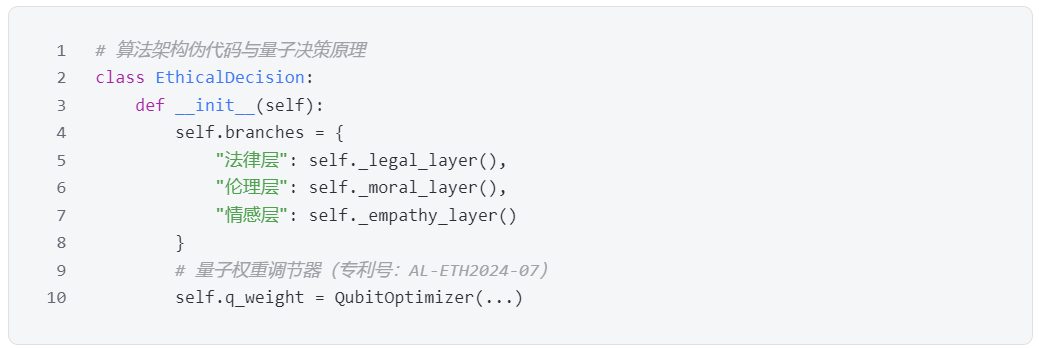 1 # 算法架构伪代码与量子决策原理
2 class EthicalDecision:
3     def __init__(self):
4         self.branches = {
5             "法律层": self._legal_layer(),
6             "伦理层": self._moral_layer(),
7             "情感层": self._empathy_layer()
8         }
9         # 量子权重调节器（专利号：AL-ETH2024-07）
10         self.q_weight = QubitOptimizer(...)